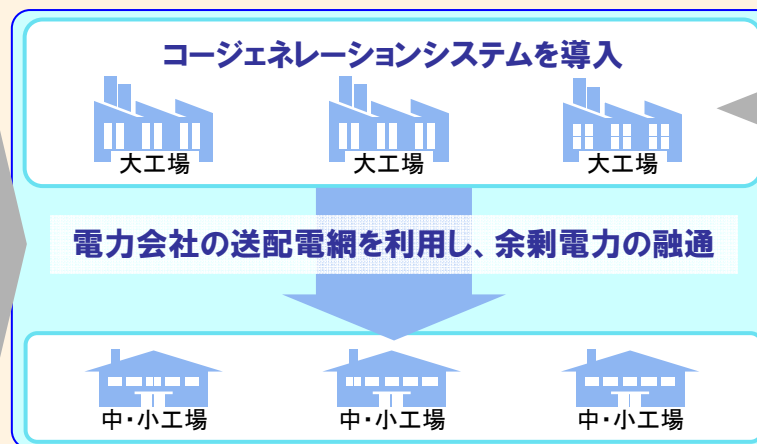 コージェネレーションシステムを導入
大工場 大工場 大工場
電力会社の送配電網を利用し、余剰電力の融通
中・小工場 中・小工場 中・小工場